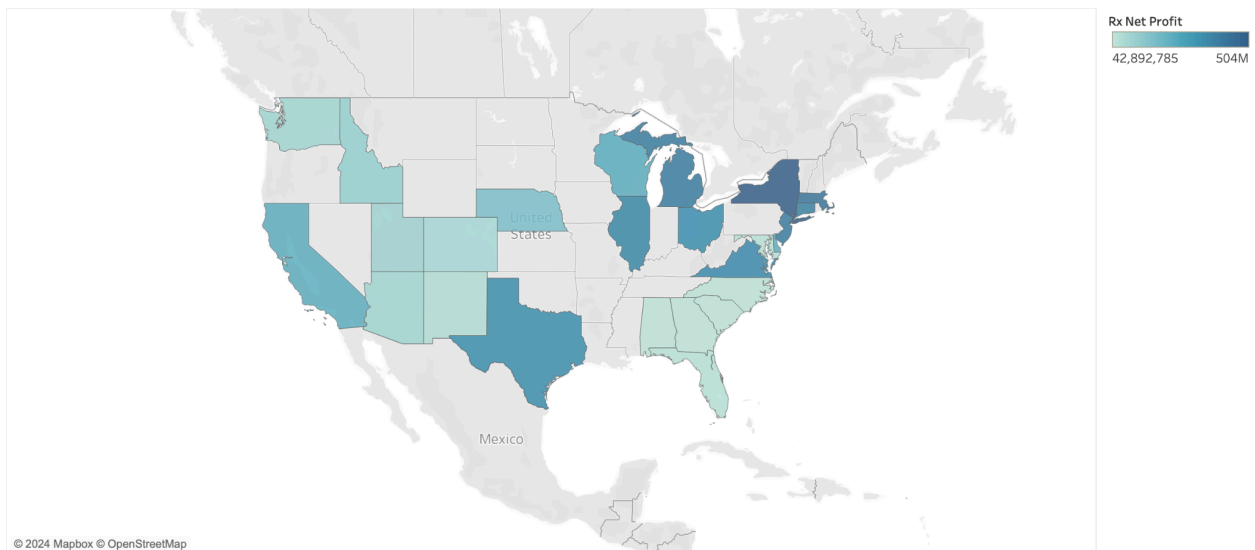 Rx Net Profit
42,892,785 504M
United
States
Mexico
© 2024 Mapbox © OpenStreetMap